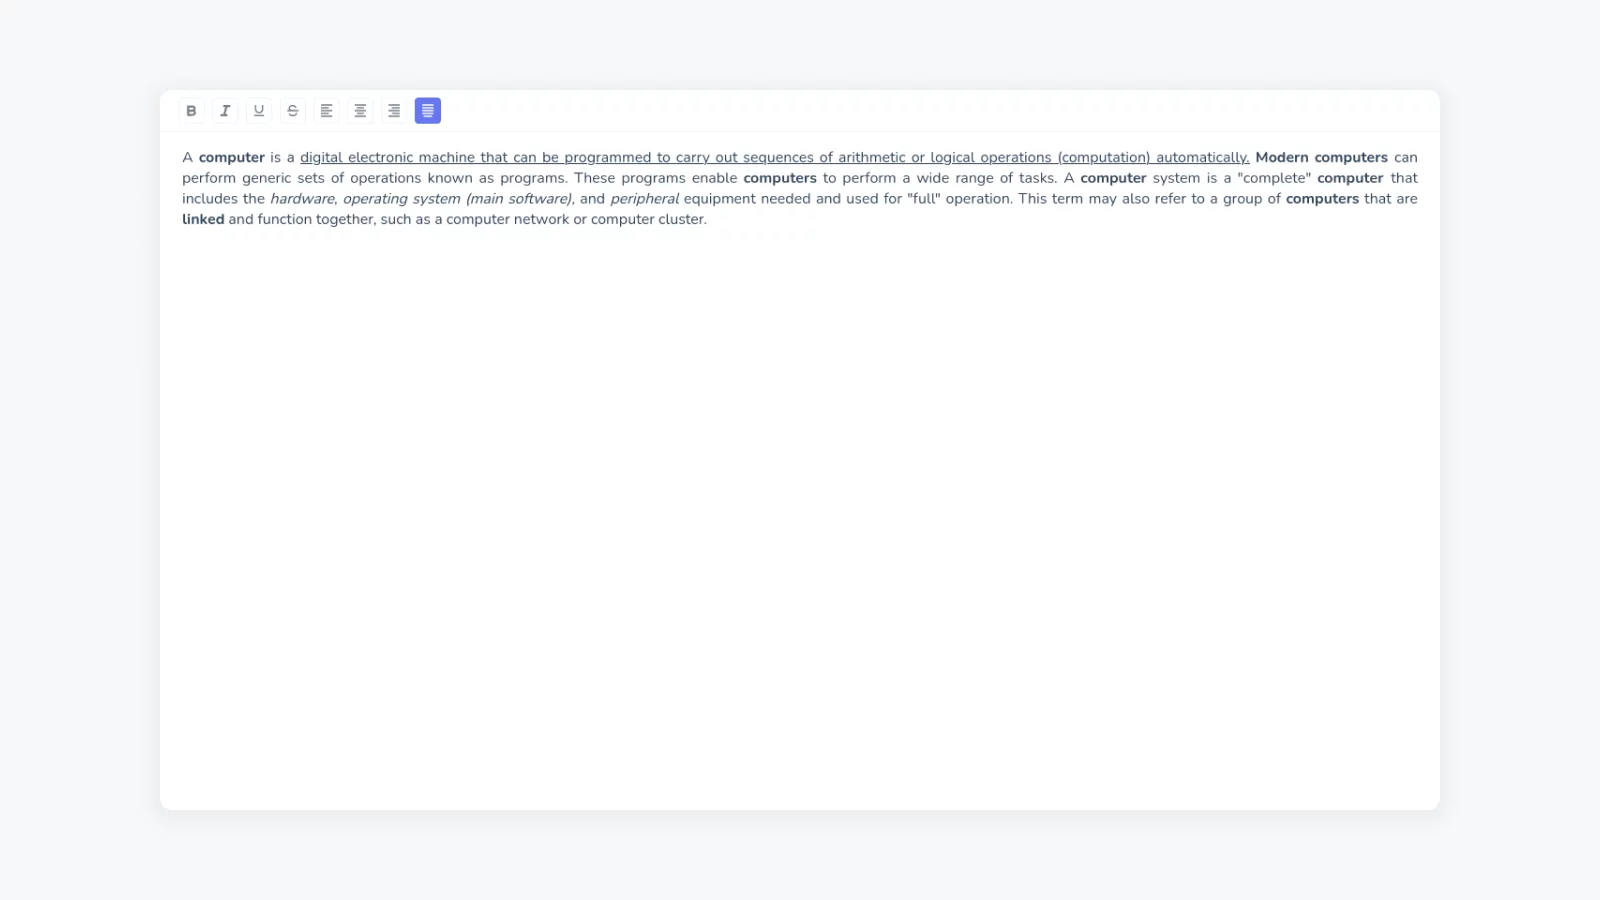 B I U S
A computer is a digital electronic machine that can be programmed to carry out sequences of arithmetic or logical operations (computation) automatically. Modern computers can
perform generic sets of operations known as programs. These programs enable computers to perform a wide range of tasks. A computer system is a "complete" computer that
includes the hardware, operating system (main software), and peripheral equipment needed and used for "full" operation. This term may also refer to a group of computers that are
linked and function together, such as a computer network or computer cluster.